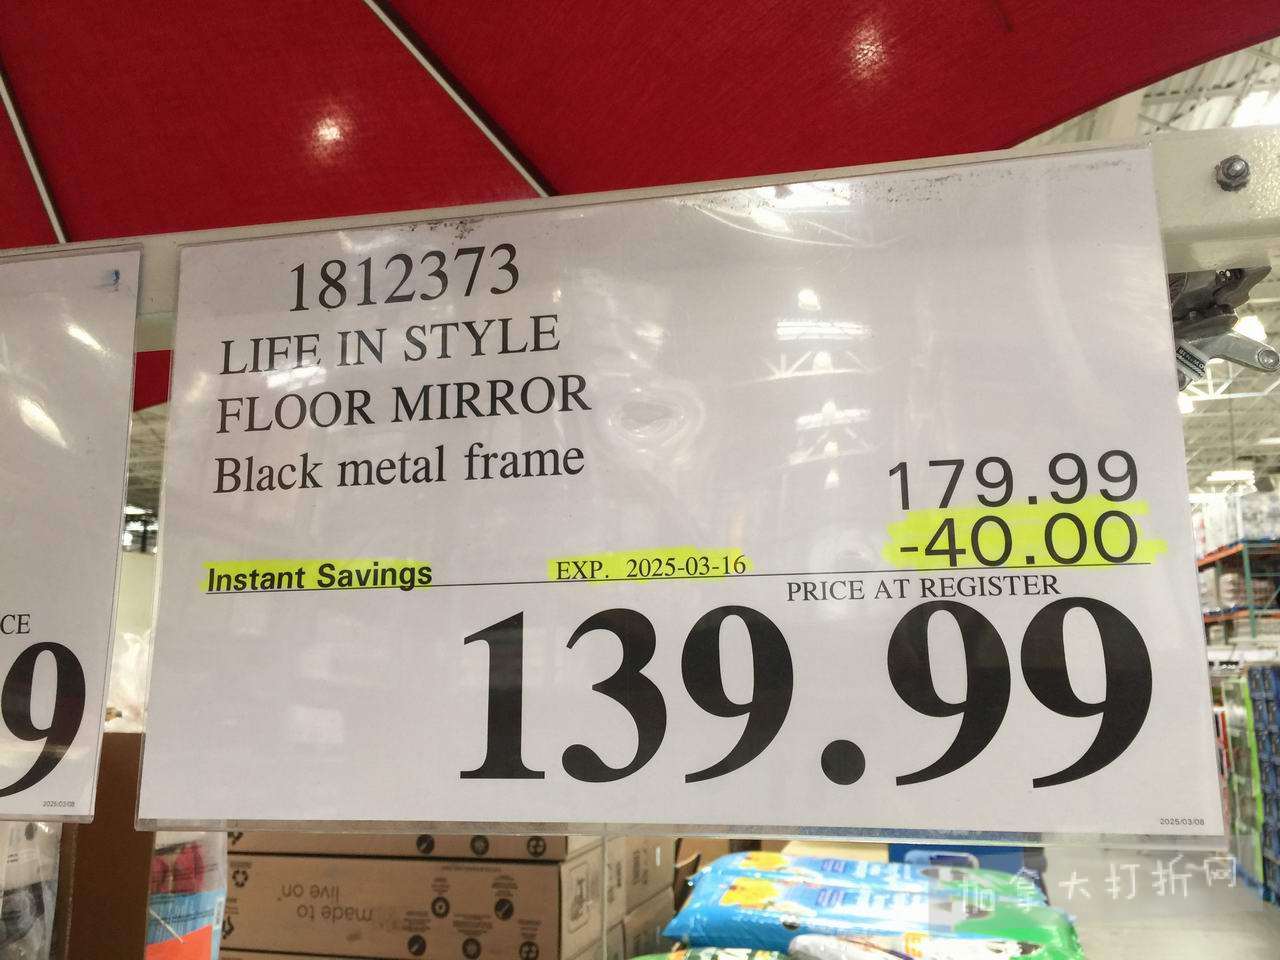 1812373
LIFE IN STYLE
FLOOR MIRROR
Black metal frame
179.99
-40.00
Instant Savings EXP. 2025-03-16
PRICE AT REGISTER
139.99
2025/03/08
CE
9
2025/03/08
made to
live on
加拿大打折网